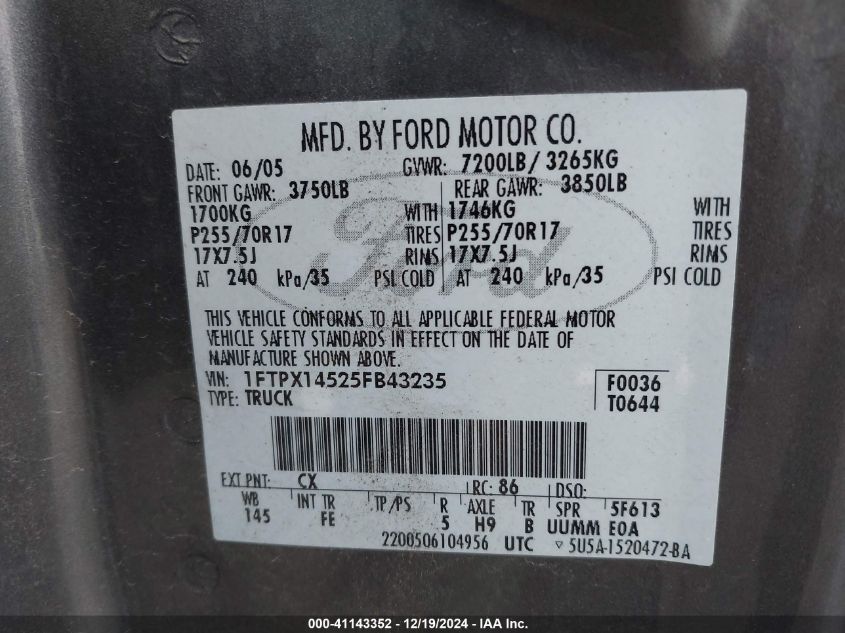 MFD. BY FORD MOTOR CO.
DATE: 06/05 GVWR: 7200LB/ 3265KG
FRONT GAWR: 3750LB REAR GAWR: 3850LB
1700KG WITH 1746KG WITH
P255/70R17 TIRES P255/70R17 TIRES
17X7.5J RIMS 17X7.5J RIMS
AT 240 kPa/35 PSI COLD AT 240 kPa/35 PSI COLD
Ford
THIS VEHICLE CONFORMS TO ALL APPLICABLE FEDERAL MOTOR
VEHICLE SAFETY STANDARDS IN EFFECT ON THE DATE OF
MANUFACTURE SHOWN ABOVE.
VIN: 1FTPX14525FB43235 F0036
TYPE: TRUCK T0644
EXT PNT: CX RC: 86 DSO:
WB INT TR TP/PS R AXLE TR SPR 5F613
145 FE 5 H9 B UUMM EOA
2200506104956 UTC ▿ 5U5A-1520472-BA
000-41143352 - 12/19/2024 - IAA Inc.